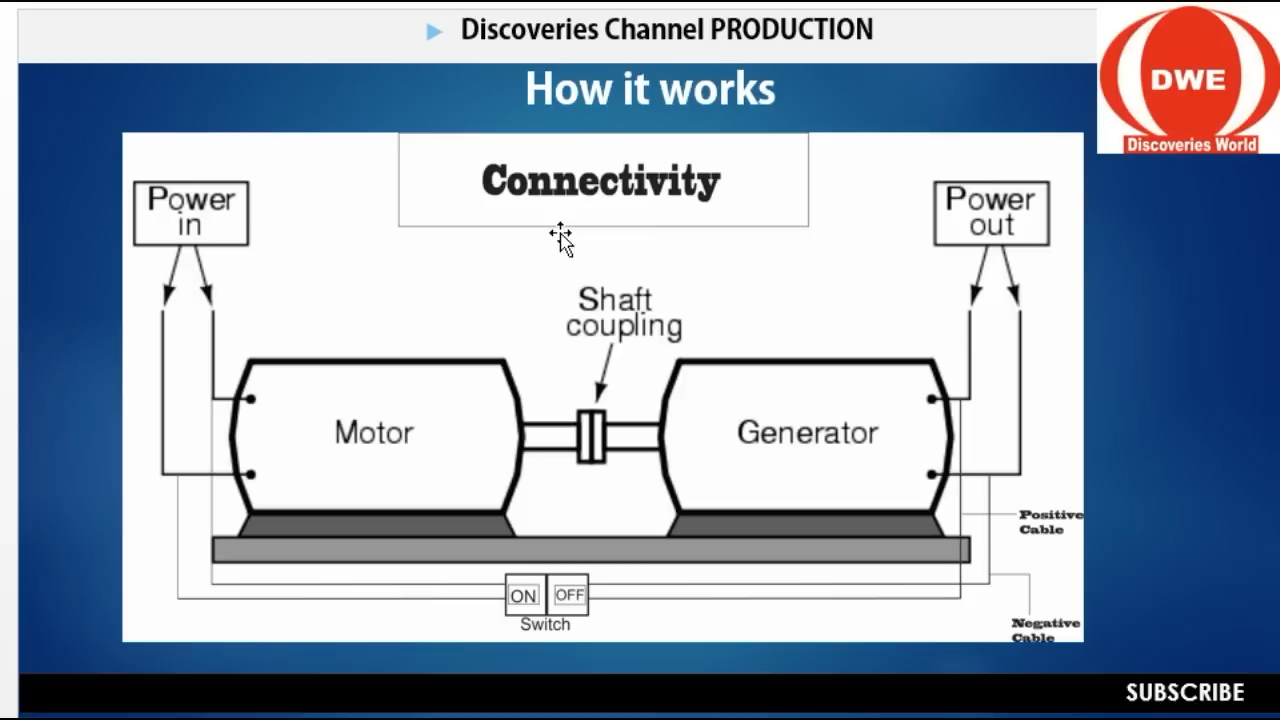 Discoveries Channel PRODUCTION
DWE
Discoveries World
How it works
Connectivity
Power
in
Power
out
Shaft
coupling
Motor
Generator
Positive
Cable
ON
OFF
Switch
Negative
Cable
SUBSCRIBE